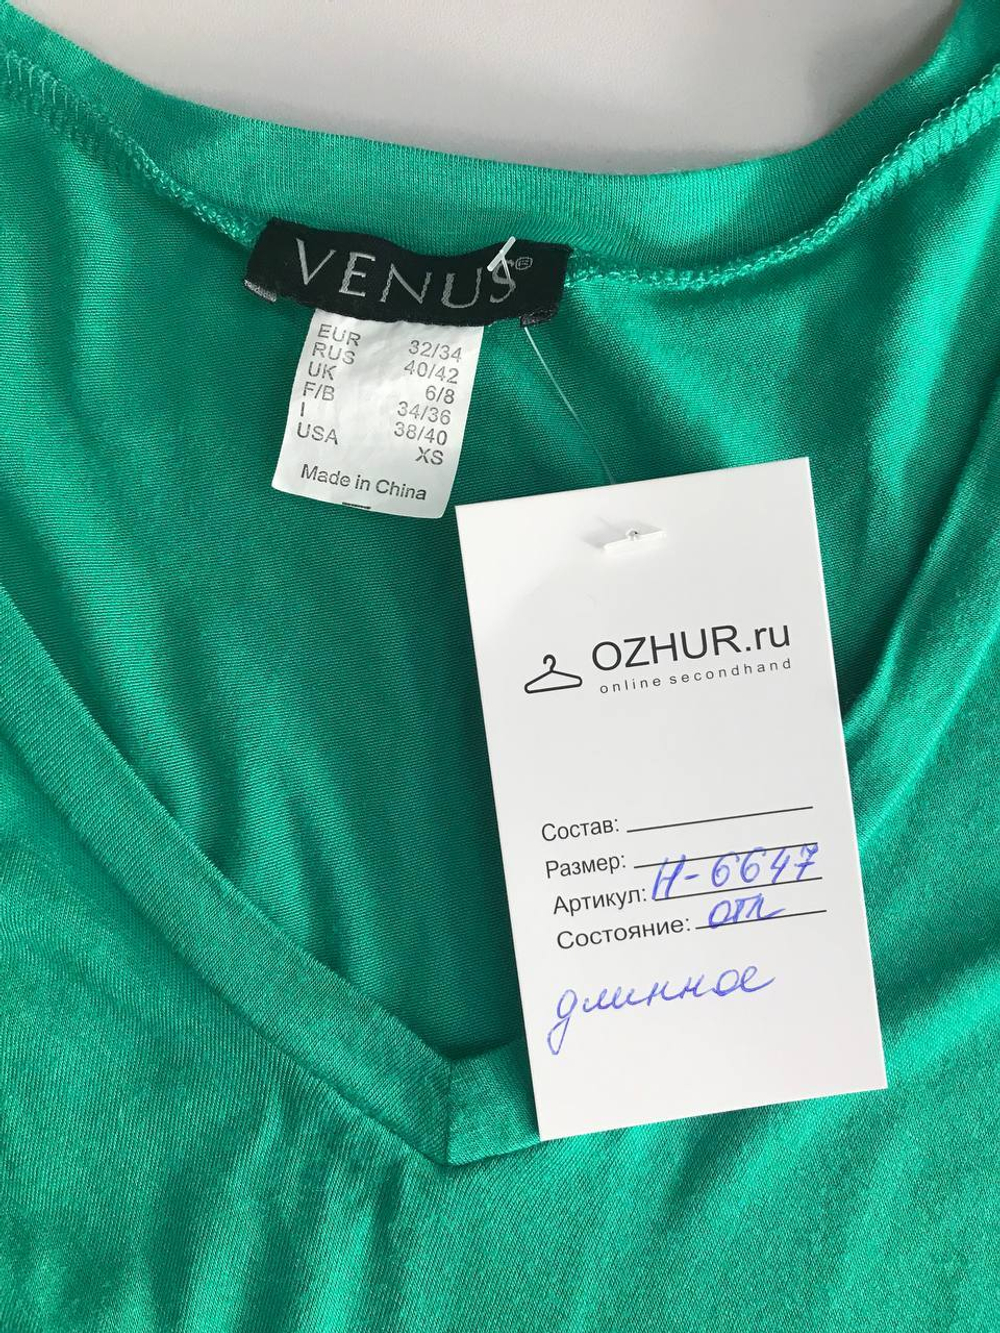 VENUS®
EUR 32/34
RUS 40/42
UK 6/8
F/B 34/36
I 38/40
USA XS
Made in China
OZHUR.ru
online secondhand
Состав:
Размер:
Артикул: Н-6647
Состояние: отл
длинное